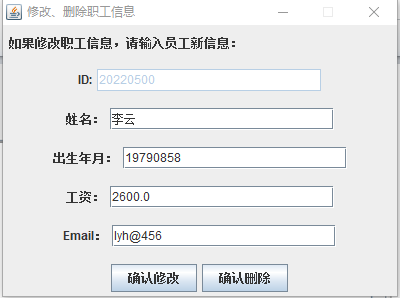 修改、删除职工信息
如果修改职工信息，请输入员工新信息：
ID: 20220500
姓名： 李云
出生年月： 19790858
工资： 2600.0
Email： lyh@456
确认修改 确认删除